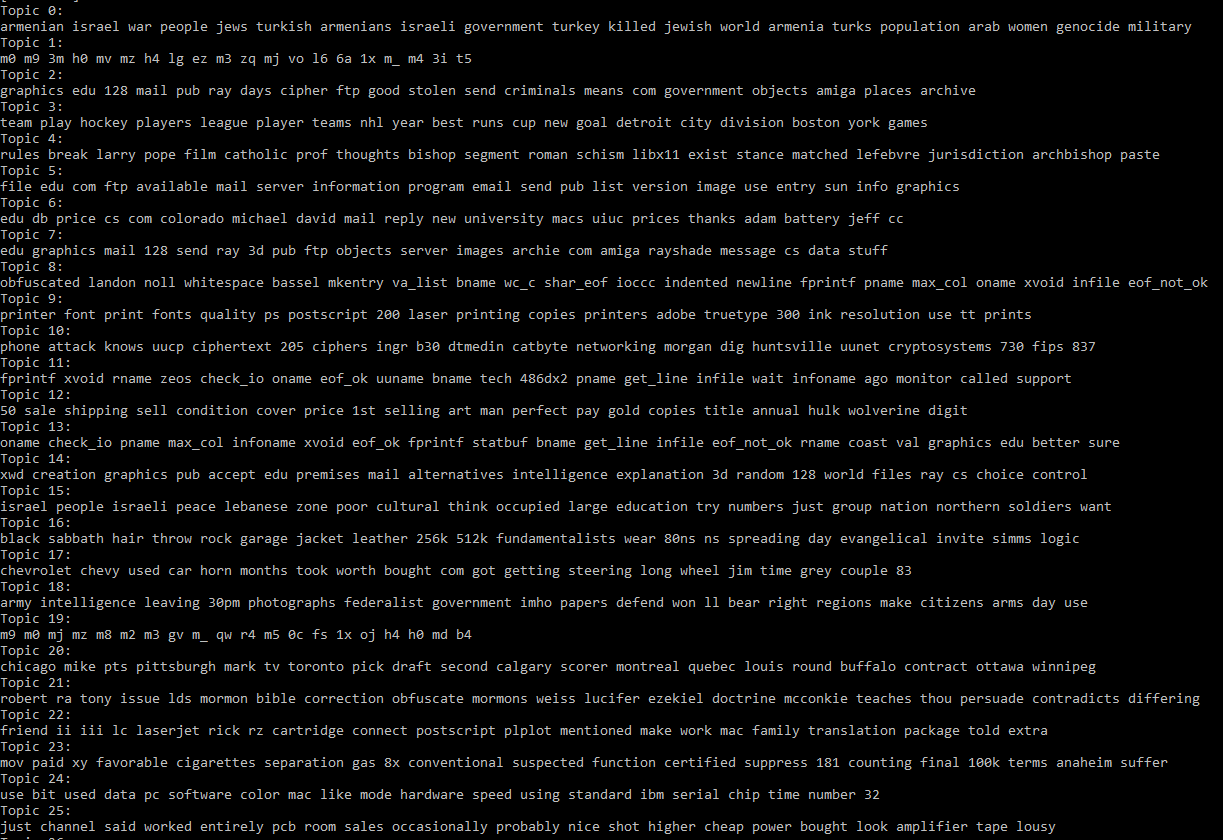 Topic 0:
armenian israel war people jews turkish armenians israeli government turkey killed jewish world armenia turks population arab women genocide military
Topic 1:
m0 m9 3m h0 mv mz h4 lg ez m3 zq mj vo l6 6a 1x m_ m4 3i t5
Topic 2:
graphics edu 128 mail pub ray days cipher ftp good stolen send criminals means com government objects amiga places archive
Topic 3:
team play hockey players league player teams nhl year best runs cup new goal detroit city division boston york games
Topic 4:
rules break larry pope film catholic prof thoughts bishop segment roman schism libx11 exist stance matched lefebvre jurisdiction archbishop paste
Topic 5:
file edu com ftp available mail server information program email send pub list version image use entry sun info graphics
Topic 6:
edu db price cs com colorado michael david mail reply new university macs uiuc prices thanks adam battery jeff cc
Topic 7:
edu graphics mail 128 send ray 3d pub ftp objects server images archie com amiga rayshade message cs data stuff
Topic 8:
obfuscated landon noll whitespace bassel mkentry va_list bname wc_c shar_eof ioccc indented newline fprintf pname max_col oname xvoid infile eof_not_ok
Topic 9:
printer font print fonts quality ps postscript 200 laser printing copies printers adobe truetype 300 ink resolution use tt prints
Topic 10:
phone attack knows uucp ciphertext 205 ciphers ingr b30 dtmedin catbyte networking morgan dig huntsville uunet cryptosystems 730 fips 837
Topic 11:
fprintf xvoid rname zeos check_io oname eof_ok uuname bname tech 486dx2 pname get_line infile wait infoname ago monitor called support
Topic 12:
50 sale shipping sell condition cover price 1st selling art man perfect pay gold copies title annual hulk wolverine digit
Topic 13:
oname check_io pname max_col infoname xvoid eof_ok fprintf statbuf bname get_line infile eof_not_ok rname coast val graphics edu better sure
Topic 14:
xwd creation graphics pub accept edu premises mail alternatives intelligence explanation 3d random 128 world files ray cs choice control
Topic 15:
israel people israeli peace lebanese zone poor cultural think occupied large education try numbers just group nation northern soldiers want
Topic 16:
black sabbath hair throw rock garage jacket leather 256k 512k fundamentalists wear 80ns ns spreading day evangelical invite simms logic
Topic 17:
chevrolet chevy used car horn months took worth bought com got getting steering long wheel jim time grey couple 83
Topic 18:
army intelligence leaving 30pm photographs federalist government imho papers defend won ll bear right regions make citizens arms day use
Topic 19:
m9 m0 mj mz m8 m2 m3 gv m_ qw r4 m5 0c fs 1x oj h4 h0 md b4
Topic 20:
chicago mike pts pittsburgh mark tv toronto pick draft second calgary scorer montreal quebec louis round buffalo contract ottawa winnipeg
Topic 21:
robert ra tony issue lds mormon bible correction obfuscate mormons weiss lucifer ezekiel doctrine mcconkie teaches thou persuade contradicts differing
Topic 22:
friend ii iii lc laserjet rick rz cartridge connect postscript plplot mentioned make work mac family translation package told extra
Topic 23:
mov paid xy favorable cigarettes separation gas 8x conventional suspected function certified suppress 181 counting final 100k terms anaheim suffer
Topic 24:
use bit used data pc software color mac like mode hardware speed using standard ibm serial chip time number 32
Topic 25:
just channel said worked entirely pcb room sales occasionally probably nice shot higher cheap power bought look amplifier tape lousy